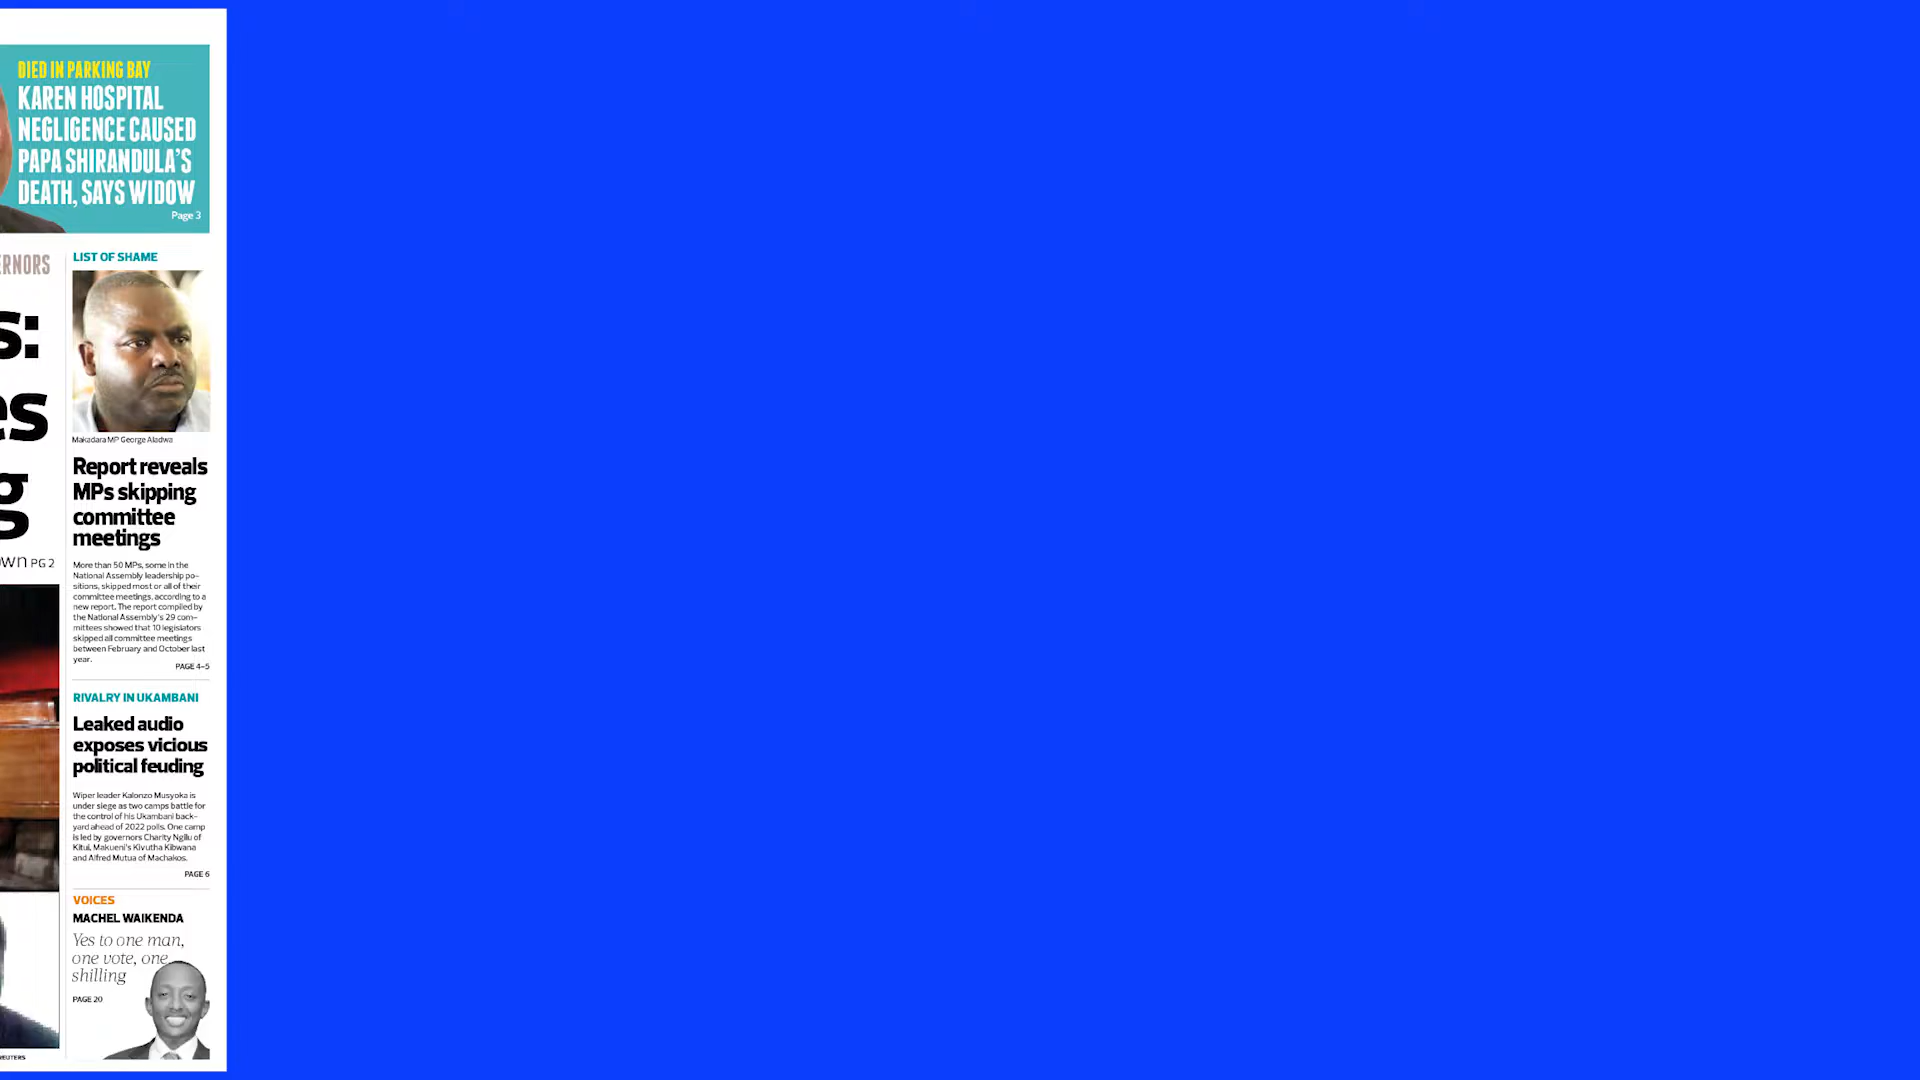 DIED IN PARKING BAY
KAREN HOSPITAL
NEGLIGENCE CAUSED
PAPA SHIRANDULA'S
DEATH, SAYS WIDOW
Page 3
ERNORS
s:
es
g
own PG 2
REUTERS
LIST OF SHAME
Makadara MP George Aladwa
Report reveals
MPs skipping
committee
meetings
More than 50 MPs, some in the
National Assembly leadership po-
sitions, skipped most or all of their
committee meetings, according to a
new report. The report compiled by
the National Assembly's 29 com-
mittees showed that 10 legislators
skipped all committee meetings
between February and October last
year.
PAGE 4-5
RIVALRY IN UKAMBANI
Leaked audio
exposes vicious
political feuding
Wiper leader Kalonzo Musyoka is
under siege as two camps battle for
the control of his Ukambani back-
yard ahead of 2022 polls. One camp
is led by governors Charity Ngilu of
Kitui, Makueni's Kivutha Kibwana
and Alfred Mutua of Machakos.
PAGE 6
VOICES
MACHEL WAIKENDA
Yes to one man,
one vote, one
shilling
PAGE 20